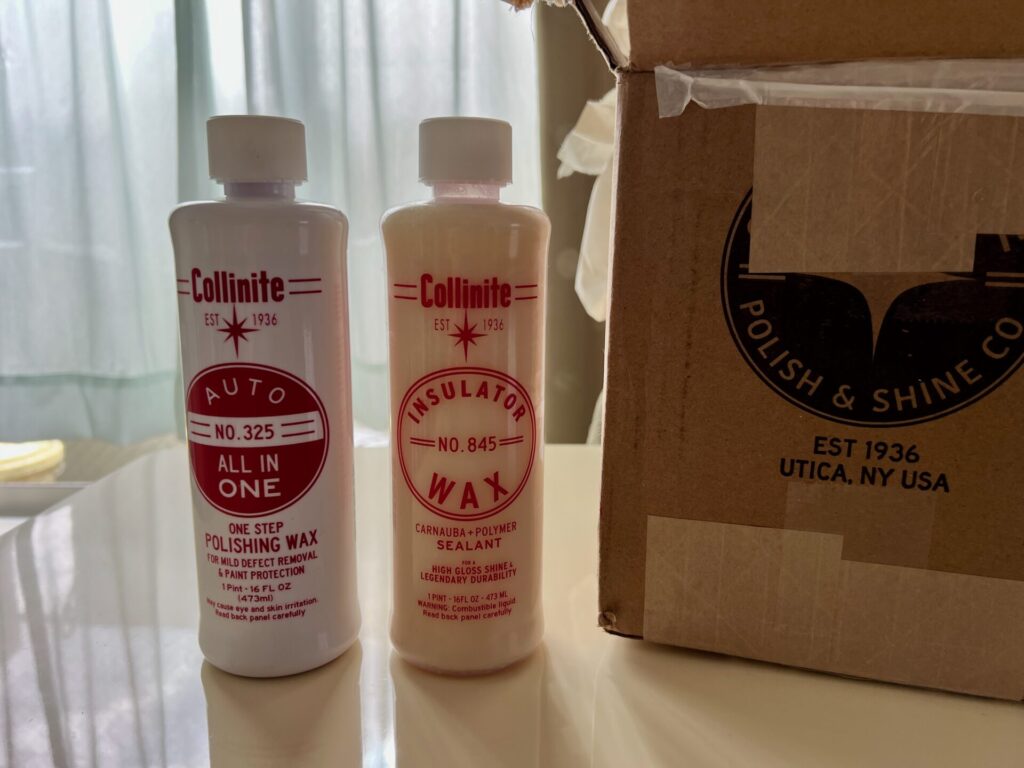 Collinite
EST 1936
AUTO
NO. 325
ALL IN
ONE
ONE STEP
POLISHING WAX
FOR MILD DEFECT REMOVAL
& PAINT PROTECTION
1 PINT · 16 FL OZ
(473ml)
May cause eye and skin irritation.
Read back panel carefully
Collinite
EST 1936
INSULATOR
NO. 845
WAX
CARNAUBA + POLYMER
SEALANT
FOR A
HIGH GLOSS SHINE &
LEGENDARY DURABILITY
1 PINT - 16FL OZ - 473 ML
WARNING: Combustible liquid
Read back panel carefully
POLISH & SHINE CO
EST 1936
UTICA, NY USA